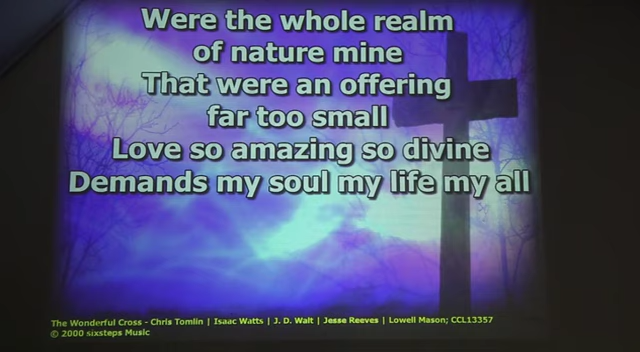 Were the whole realm
of nature mine
That were an offering
far too small
Love so amazing so divine
Demands my soul my life my all
The Wonderful Cross - Chris Tomlin | Isaac Watts | J. D. Walt | Jesse Reeves | Lowell Mason; CCL13357
© 2000 sixsteps Music